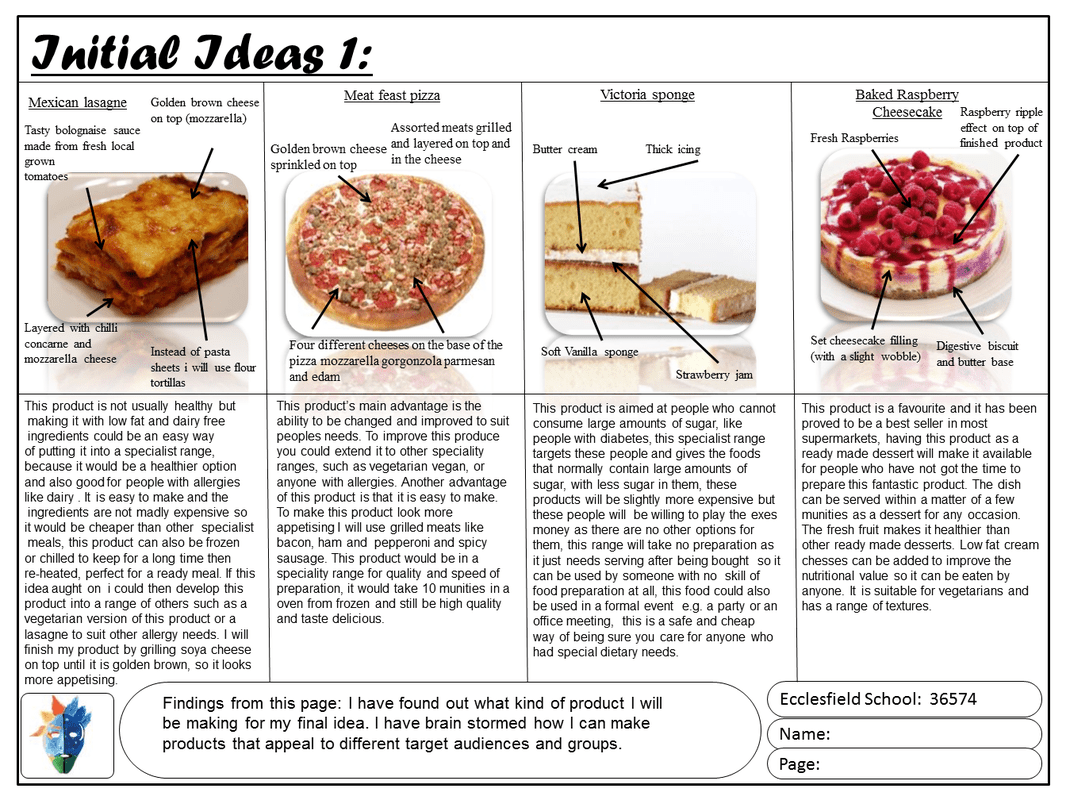 Initial Ideas 1:
Mexican lasagne
Golden brown cheese
on top (mozzarella)
Tasty bolognaise sauce
made from fresh local
grown
tomatoes
Layered with chilli
concarne and
mozzarella cheese
Instead of pasta
sheets i will use flour
tortillas
This product is not usually healthy but
making it with low fat and dairy free
ingredients could be an easy way
of putting it into a specialist range,
because it would be a healthier option
and also good for people with allergies
like dairy . It is easy to make and the
ingredients are not madly expensive so
it would be cheaper than other specialist
meals, this product can also be frozen
or chilled to keep for a long time then
re-heated, perfect for a ready meal. If this
idea aught on i could then develop this
product into a range of others such as a
vegetarian version of this product or a
lasagne to suit other allergy needs. I will
finish my product by grilling soya cheese
on top until it is golden brown, so it looks
more appetising.
Meat feast pizza
Assorted meats grilled
and layered on top and
in the cheese
Golden brown cheese
sprinkled on top
Four different cheeses on the base of the
pizza mozzarella gorgonzola parmesan
and edam
This product's main advantage is the
ability to be changed and improved to suit
peoples needs. To improve this produce
you could extend it to other speciality
ranges, such as vegetarian vegan, or
anyone with allergies. Another advantage
of this product is that it is easy to make.
To make this product look more
appetising I will use grilled meats like
bacon, ham and pepperoni and spicy
sausage. This product would be in a
speciality range for quality and speed of
preparation, it would take 10 munities in a
oven from frozen and still be high quality
and taste delicious.
Victoria sponge
Butter cream
Thick icing
Soft Vanilla sponge
Strawberry jam
This product is aimed at people who cannot
consume large amounts of sugar, like
people with diabetes, this specialist range
targets these people and gives the foods
that normally contain large amounts of
sugar, with less sugar in them, these
products will be slightly more expensive but
these people will be willing to play the exes
money as there are no other options for
them, this range will take no preparation as
it just needs serving after being bought so it
can be used by someone with no skill of
food preparation at all, this food could also
be used in a formal event e.g. a party or an
office meeting, this is a safe and cheap
way of being sure you care for anyone who
had special dietary needs.
Baked Raspberry
Cheesecake
Raspberry ripple
effect on top of
finished product
Fresh Raspberries
Set cheesecake filling
(with a slight wobble)
Digestive biscuit
and butter base
This product is a favourite and it has been
proved to be a best seller in most
supermarkets, having this product as a
ready made dessert will make it available
for people who have not got the time to
prepare this fantastic product. The dish
can be served within a matter of a few
munities as a dessert for any occasion.
The fresh fruit makes it healthier than
other ready made desserts. Low fat cream
chesses can be added to improve the
nutritional value so it can be eaten by
anyone. It is suitable for vegetarians and
has a range of textures.
Findings from this page: I have found out what kind of product I will
be making for my final idea. I have brain stormed how I can make
products that appeal to different target audiences and groups.
Ecclesfield School: 36574
Name:
Page: